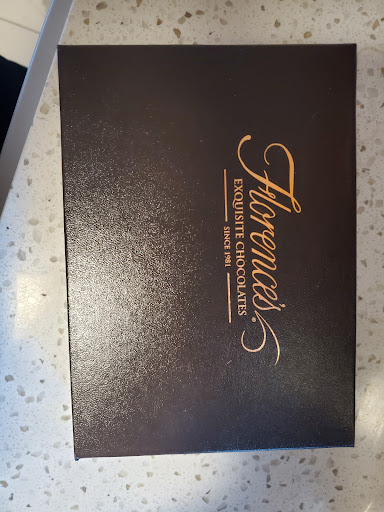 Florence's®
EXQUISITE CHOCOLATES
SINCE 1981